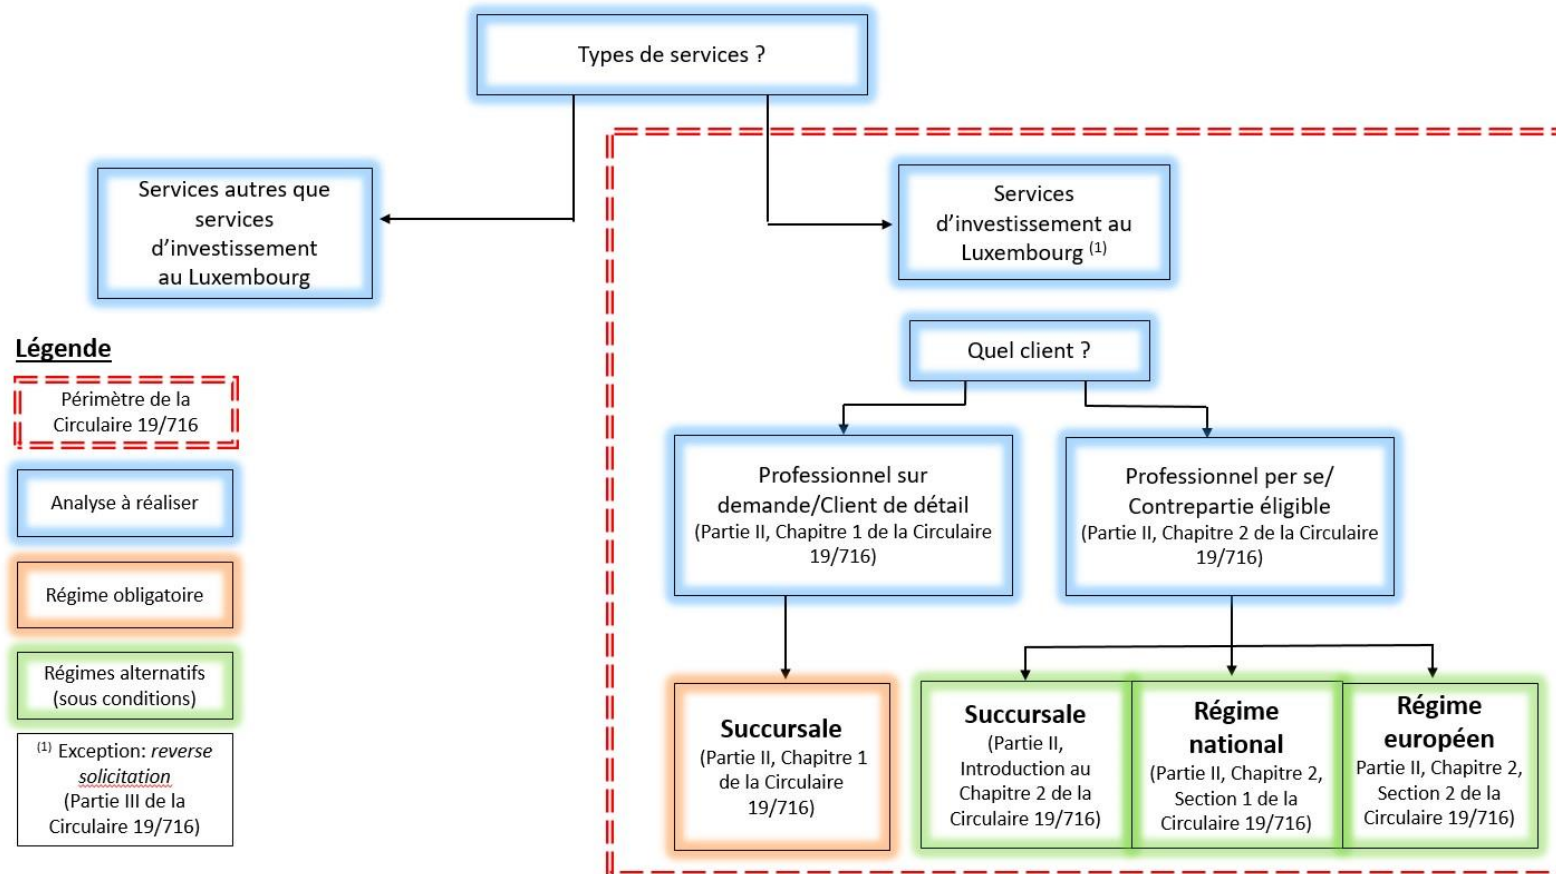 Types de services ?
Services autres que
services
d’investissement
au Luxembourg
Services
d’investissement au
Luxembourg (1)
Quel client ?
Professionnel sur
demande/Client de détail
(Partie II, Chapitre 1 de la Circulaire
19/716)
Professionnel per se/
Contrepartie éligible
(Partie II, Chapitre 2 de la Circulaire
19/716)
Succursale
(Partie II, Chapitre 1
de la Circulaire
19/716)
Succursale
(Partie II,
Introduction au
Chapitre 2 de la
Circulaire 19/716)
Régime
national
(Partie II, Chapitre 2,
Section 1 de la
Circulaire 19/716)
Régime
européen
Partie II, Chapitre 2,
Section 2 de la
Circulaire 19/716)
Légende
Périmètre de la
Circulaire 19/716
Analyse à réaliser
Régime obligatoire
Régimes alternatifs
(sous conditions)
(1) Exception: reverse
solicitation
(Partie III de la
Circulaire 19/716)